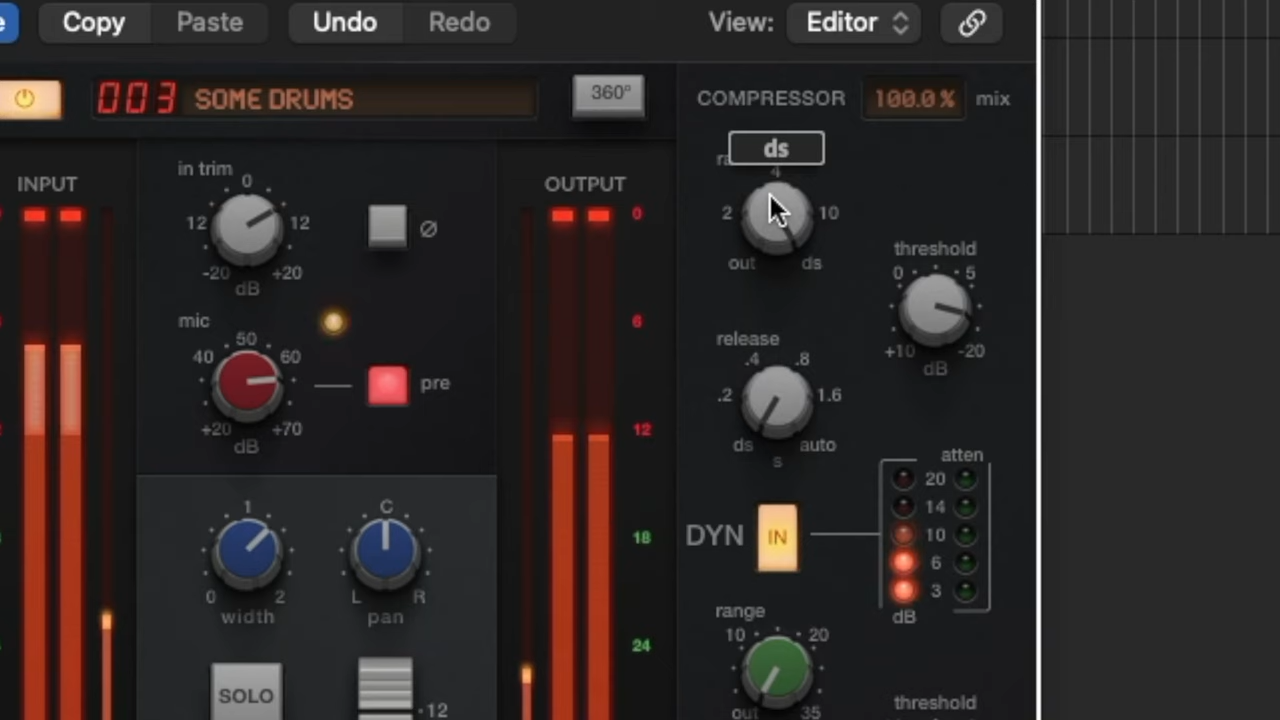 Copy Paste Undo Redo View: Editor
003 SOME DRUMS 360° COMPRESSOR 100.0% mix
ds
in trim
INPUT 0 OUTPUT 4
12 12 Ø 0 2 10
-20 +20 out ds threshold
dB 0 5
mic 6
50 release
40 60 .4 .8 +10 -20
pre dB
.2 1.6
+20 +70 12
dB ds auto
s atten
20
1 C 14
DYN IN 10
18 6
0 2 L R 3
width pan range dB
10 20
24
SOLO threshold
12 out 35